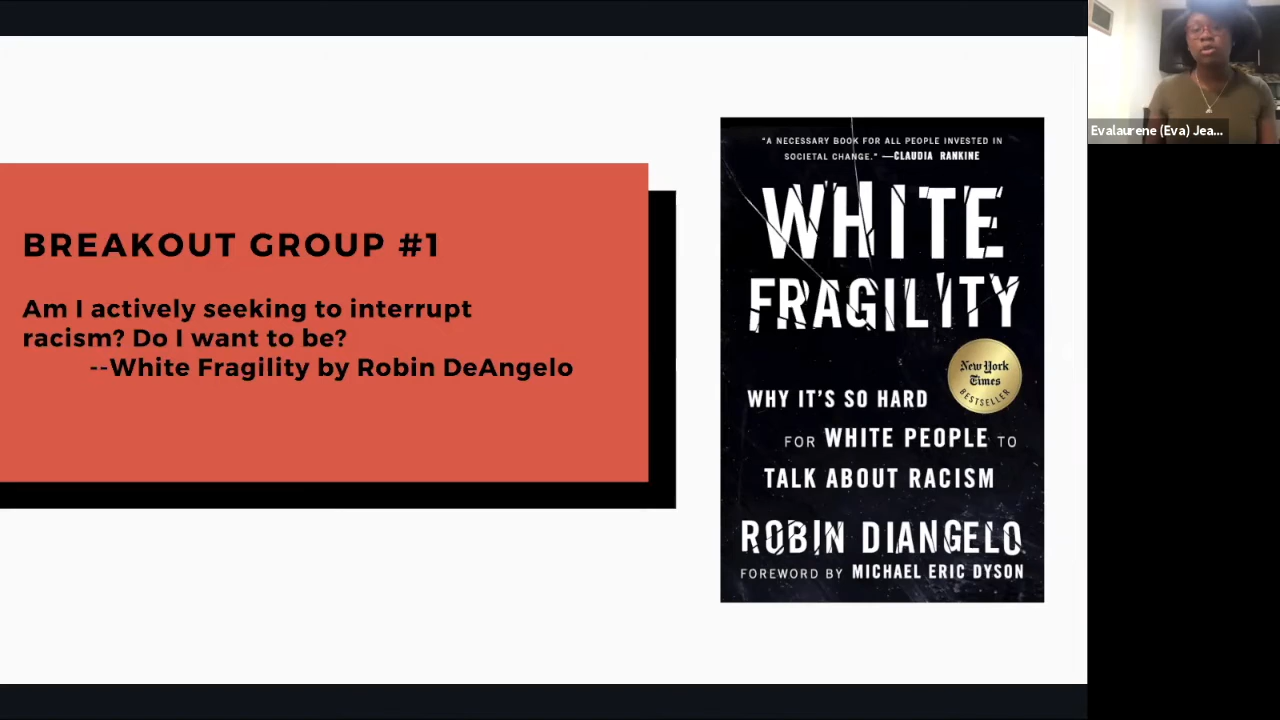 BREAKOUT GROUP #1
Am I actively seeking to interrupt
racism? Do I want to be?
--White Fragility by Robin DeAngelo
"A NECESSARY BOOK FOR ALL PEOPLE INVESTED IN
SOCIETAL CHANGE." —CLAUDIA RANKINE
WHITE
FRAGILITY
New York
Times
BESTSELLER
WHY IT'S SO HARD
FOR WHITE PEOPLE TO
TALK ABOUT RACISM
ROBIN DIANGELO
FOREWORD BY MICHAEL ERIC DYSON
Evalaurene (Eva) Jea...